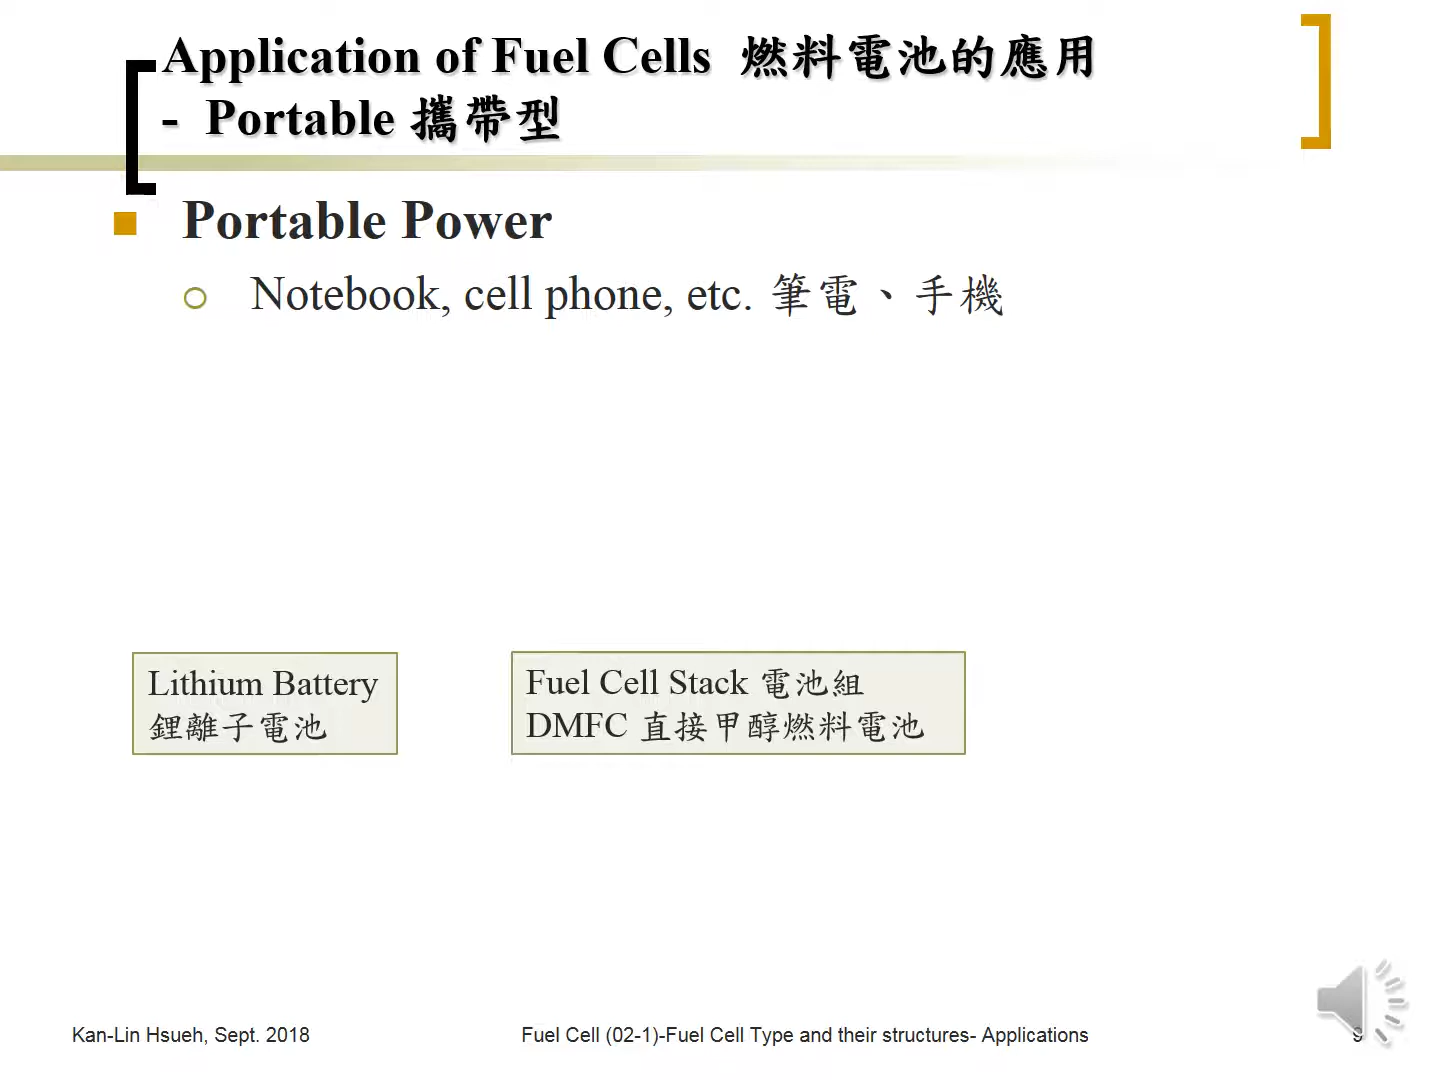 Application of Fuel Cells 燃料電池的應用
- Portable 攜帶型
Portable Power
Notebook, cell phone, etc. 筆電、手機
Lithium Battery
鋰離子電池
Fuel Cell Stack 電池組
DMFC 直接甲醇燃料電池
Kan-Lin Hsueh, Sept. 2018
Fuel Cell (02-1)-Fuel Cell Type and their structures- Applications
9